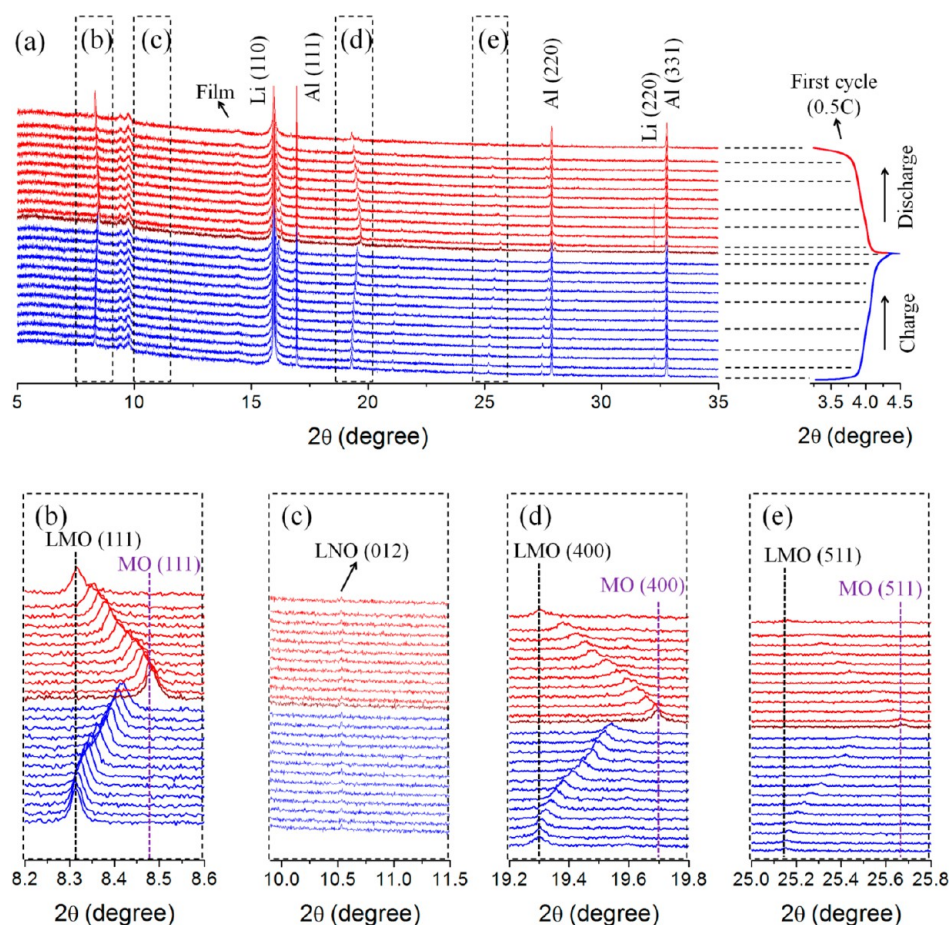 (a)
(b)
(c)
(d)
(e)
Film
Li (110)
Al (111)
Al (220)
Li (220)
Al (331)
First cycle
(0.5C)
Discharge
Charge
5 10 15 20 25 30 35
3.5 4.0 4.5
2θ (degree)
2θ (degree)
(b)
LMO (111)
MO (111)
8.2 8.3 8.4 8.5 8.6
2θ (degree)
(c)
LNO (012)
10.0 10.5 11.0 11.5
2θ (degree)
(d)
LMO (400)
MO (400)
19.2 19.4 19.6 19.8
2θ (degree)
(e)
LMO (511)
MO (511)
25.0 25.2 25.4 25.6 25.8
2θ (degree)